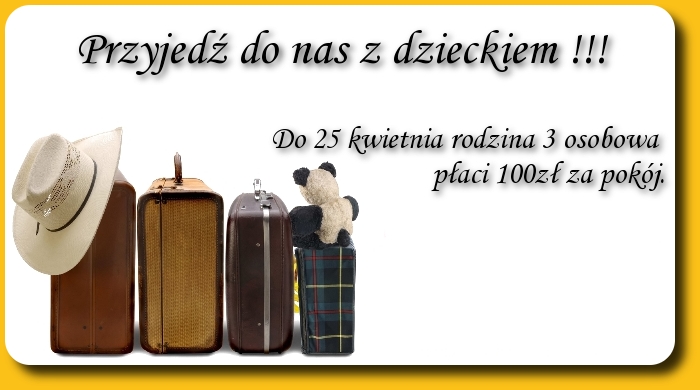 Przyjedź do nas z dzieckiem !!!
Do 25 kwietnia rodzina 3 osobowa
płaci 100zł za pokój.